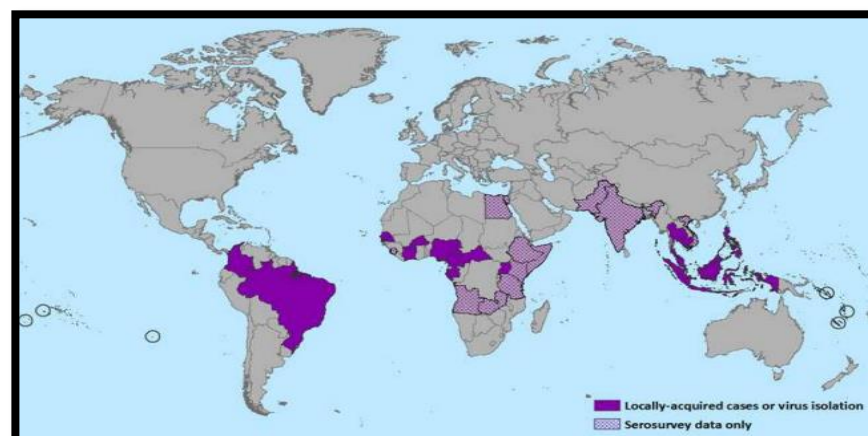 Locally-acquired cases or virus isolation
Serosurvey data only